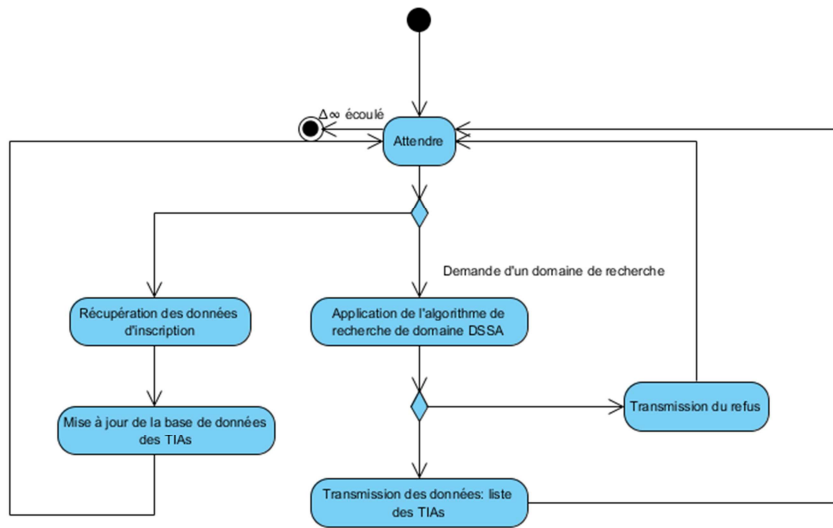 Δ∞ écoulé
Attendre
Demande d'un domaine de recherche
Récupération des données
d'inscription
Application de l'algorithme de
recherche de domaine DSSA
Mise à jour de la base de données
des TIAs
Transmission du refus
Transmission des données: liste
des TIAs